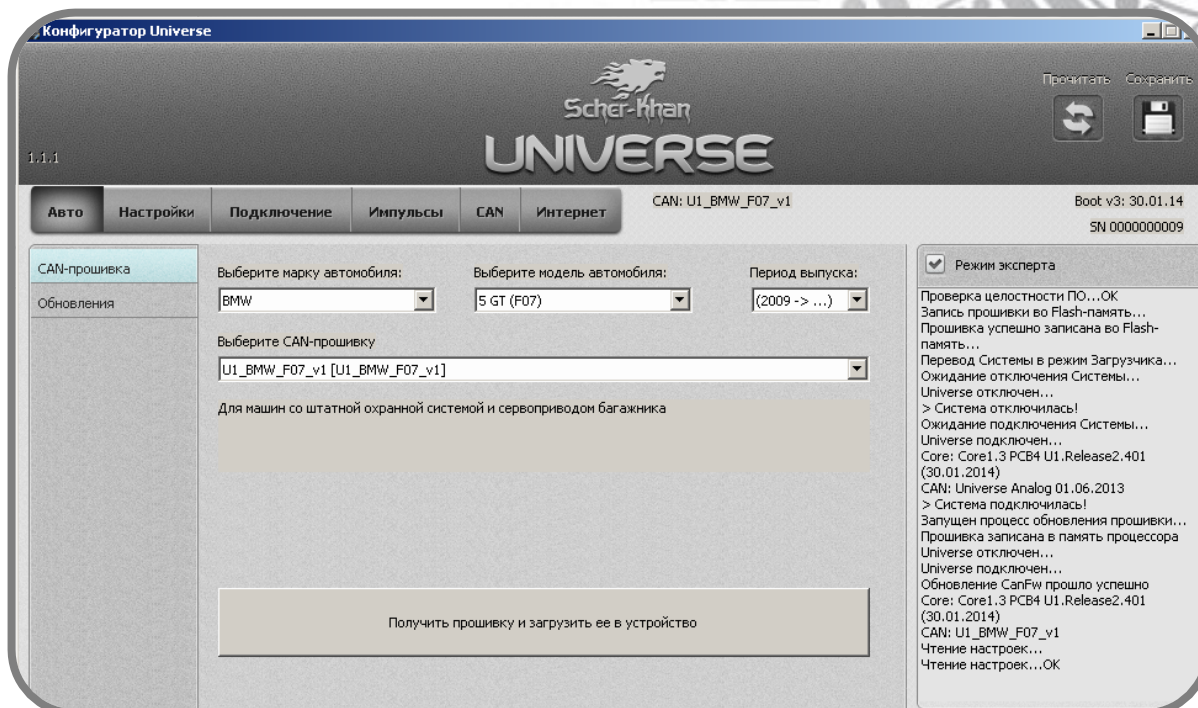 Конфигуратор Universe
Scher-Khan
UNIVERSE
Прочитать Сохранить
1.1.1
Авто Настройки Подключение Импульсы CAN Интернет
CAN: U1_BMW_F07_v1
Boot v3: 30.01.14
SN 0000000009
CAN-прошивка
Обновления
Выберите марку автомобиля: Выберите модель автомобиля: Период выпуска:
BMW 5 GT (F07) (2009 -> ...)
Выберите CAN-прошивку
U1_BMW_F07_v1 [U1_BMW_F07_v1]
Для машин со штатной охранной системой и сервоприводом багажника
Получить прошивку и загрузить ее в устройство
Режим эксперта
Проверка целостности ПО...ОК
Запись прошивки во Flash-память...
Прошивка успешно записана во Flash-
память...
Перевод Системы в режим Загрузчика...
Ожидание отключения Системы...
Universe отключен...
> Система отключилась!
Ожидание подключения Системы...
Universe подключен...
Core: Core1.3 PCB4 U1.Release2.401
(30.01.2014)
CAN: Universe Analog 01.06.2013
> Система подключилась!
Запущен процесс обновления прошивки...
Прошивка записана в память процессора
Universe отключен...
Universe подключен...
Обновление CanFw прошло успешно
Core: Core1.3 PCB4 U1.Release2.401
(30.01.2014)
CAN: U1_BMW_F07_v1
Чтение настроек...
Чтение настроек...ОК